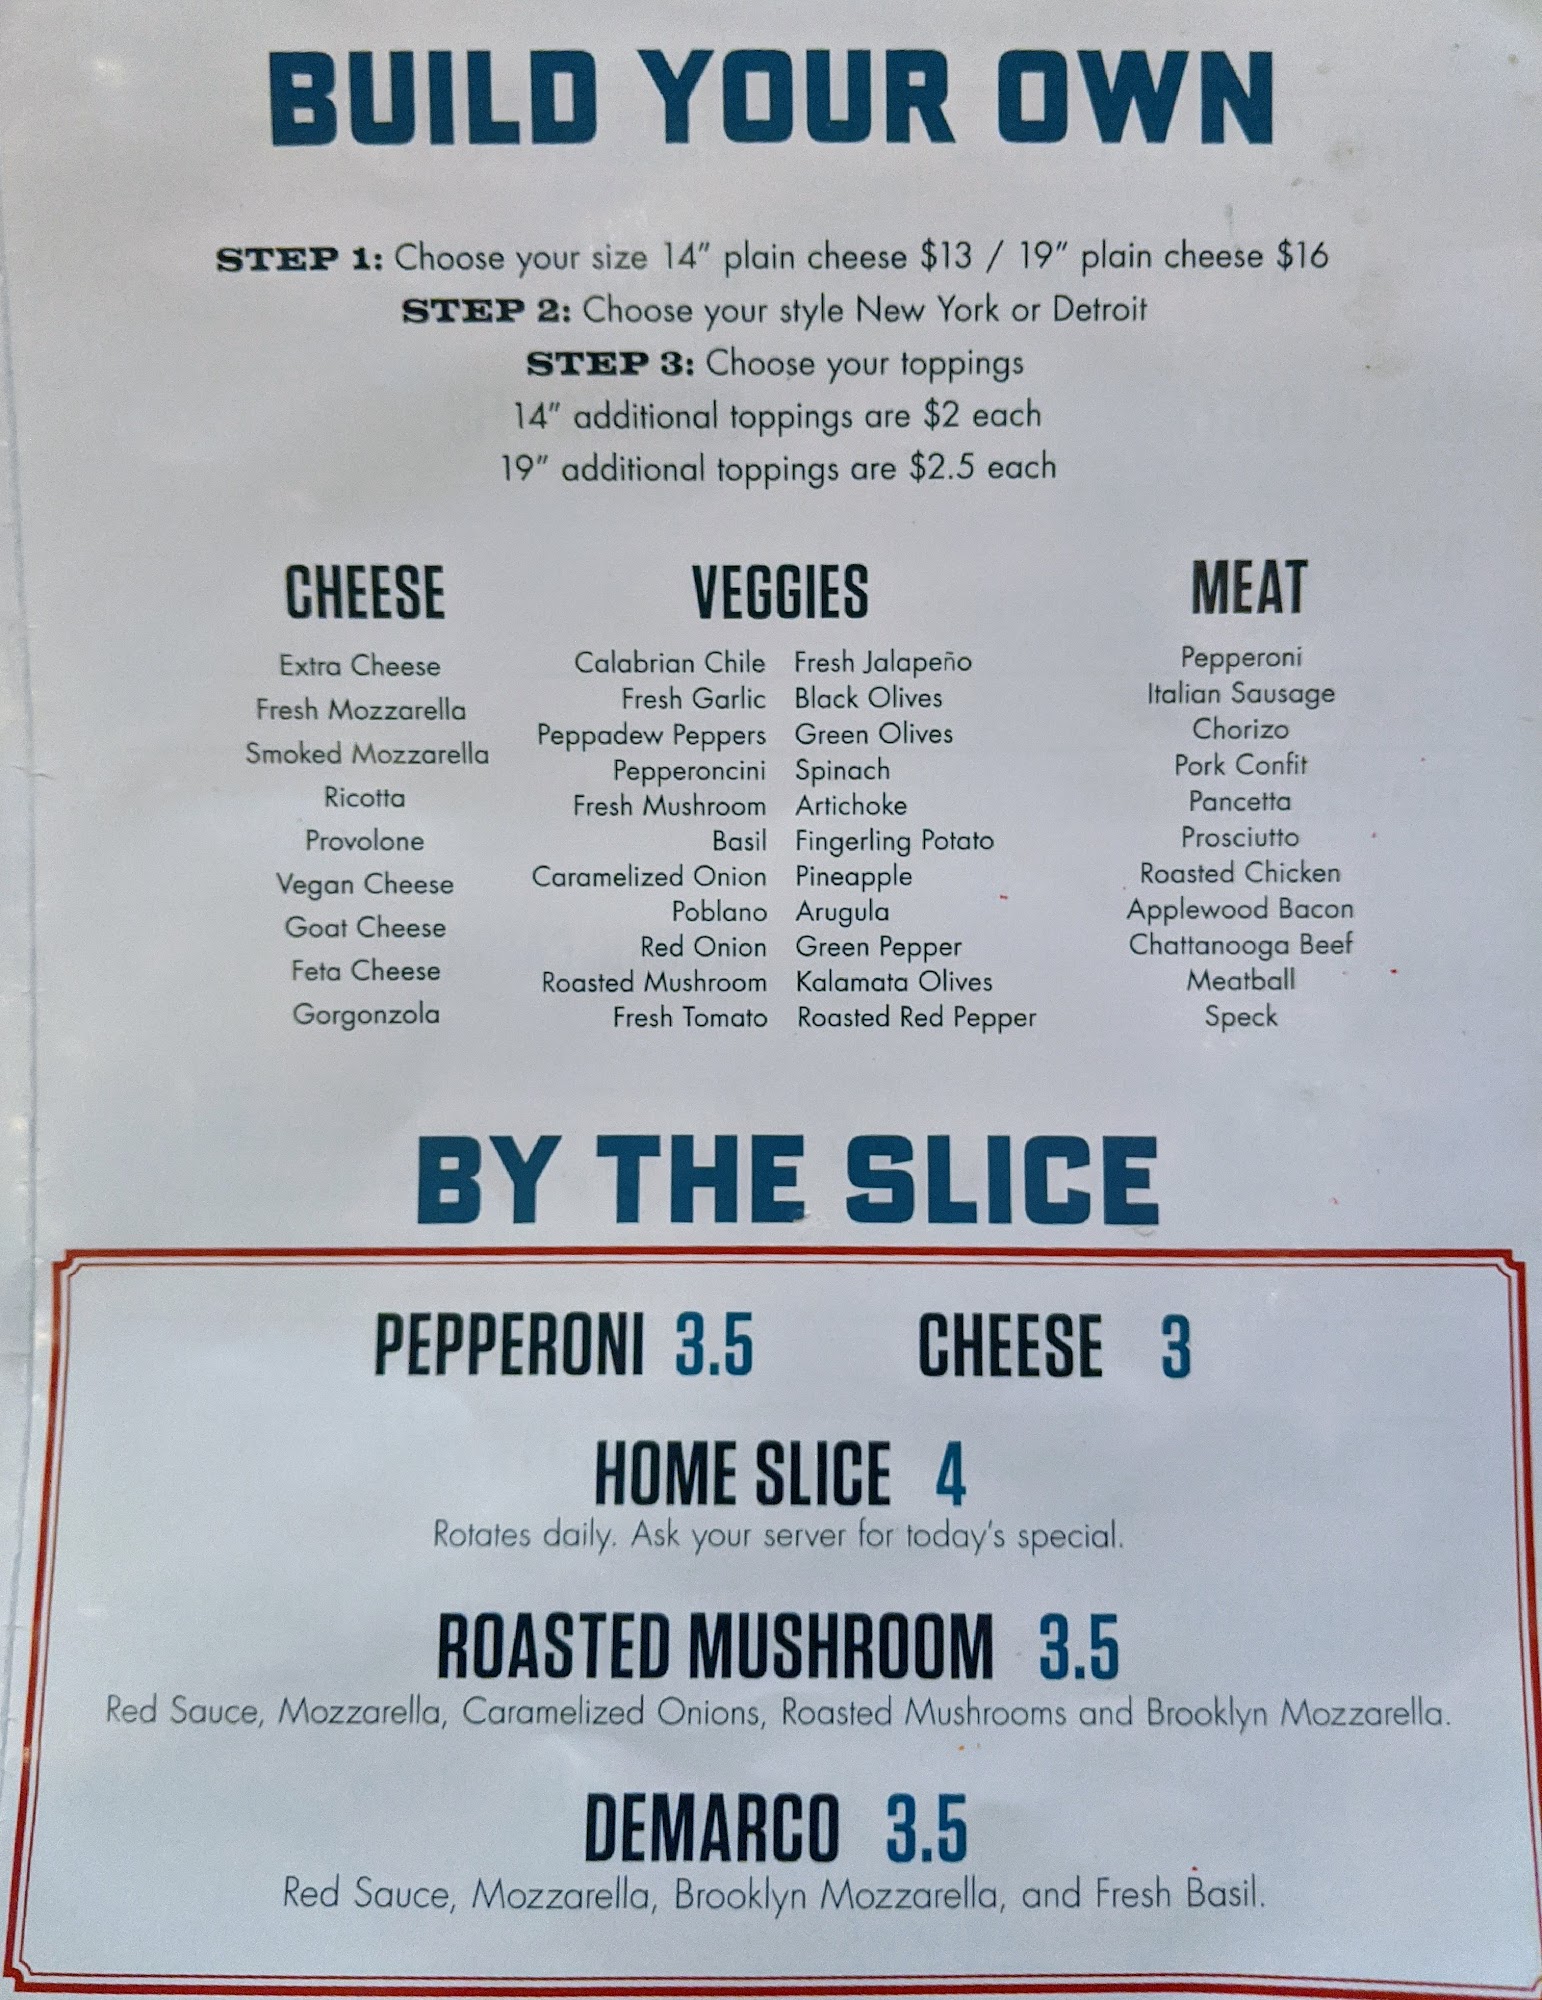 BUILD YOUR OWN
STEP 1: Choose your size 14" plain cheese $13 / 19" plain cheese $16
STEP 2: Choose your style New York or Detroit
STEP 3: Choose your toppings
14" additional toppings are $2 each
19" additional toppings are $2.5 each
CHEESE
Extra Cheese
Fresh Mozzarella
Smoked Mozzarella
Ricotta
Provolone
Vegan Cheese
Goat Cheese
Feta Cheese
Gorgonzola
VEGGIES
Calabrian Chile Fresh Jalapeño
Fresh Garlic Black Olives
Peppadew Peppers Green Olives
Pepperoncini Spinach
Fresh Mushroom Artichoke
Basil Fingerling Potato
Caramelized Onion Pineapple
Poblano Arugula
Red Onion Green Pepper
Roasted Mushroom Kalamata Olives
Fresh Tomato Roasted Red Pepper
MEAT
Pepperoni
Italian Sausage
Chorizo
Pork Confit
Pancetta
Prosciutto
Roasted Chicken
Applewood Bacon
Chattanooga Beef
Meatball
Speck
BY THE SLICE
PEPPERONI 3.5 CHEESE 3
HOME SLICE 4
Rotates daily. Ask your server for today's special.
ROASTED MUSHROOM 3.5
Red Sauce, Mozzarella, Caramelized Onions, Roasted Mushrooms and Brooklyn Mozzarella.
DEMARCO 3.5
Red Sauce, Mozzarella, Brooklyn Mozzarella, and Fresh Basil.